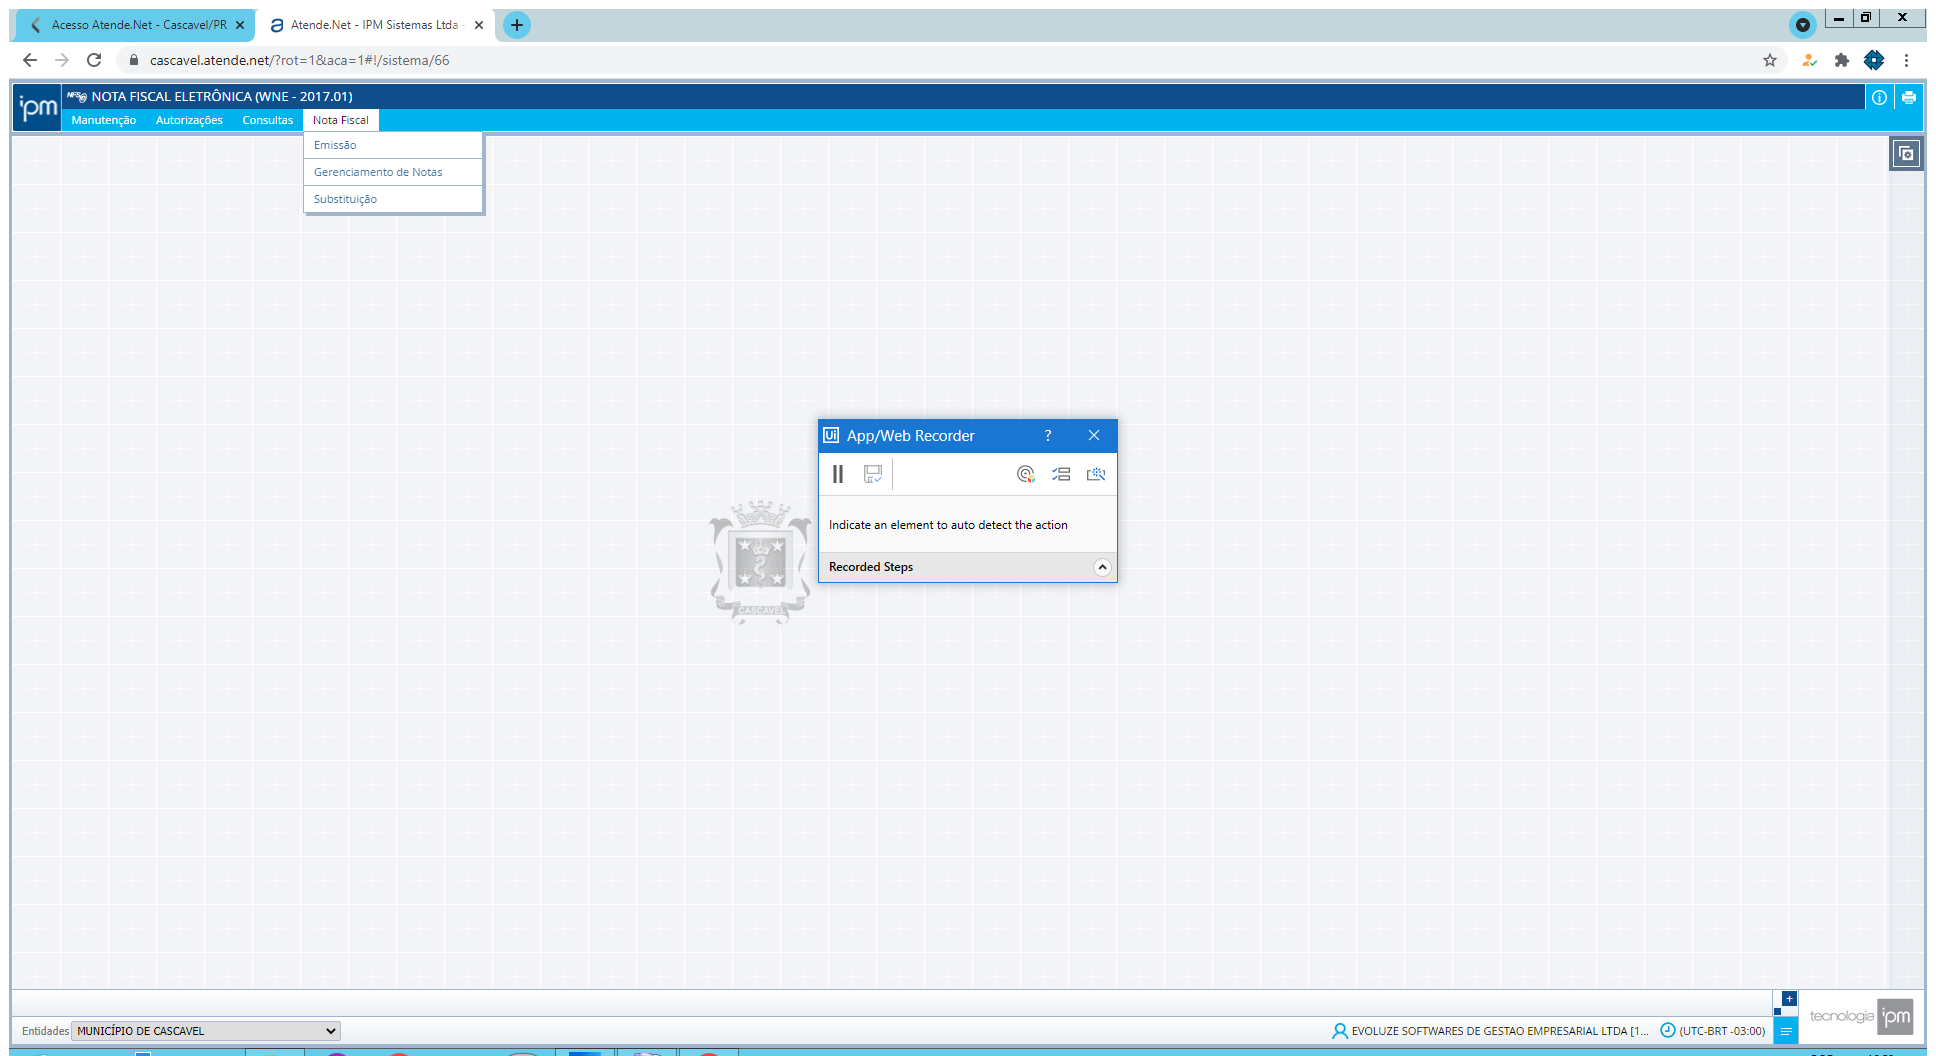 Acesso Atende.Net - Cascavel/PR
Atende.Net - IPM Sistemas Ltda
cascavel.atende.net/?rot=1&aca=1#!/sistema/66
ipm
NOTA FISCAL ELETRÔNICA (WNE - 2017.01)
Manutenção Autorizações Consultas Nota Fiscal
Emissão
Gerenciamento de Notas
Substituição
Ui App/Web Recorder ?
Indicate an element to auto detect the action
Recorded Steps
CASCAVEL
tecnologia ipm
Entidades MUNICÍPIO DE CASCAVEL
EVOLUZE SOFTWARES DE GESTAO EMPRESARIAL LTDA [1... (UTC-BRT -03:00)